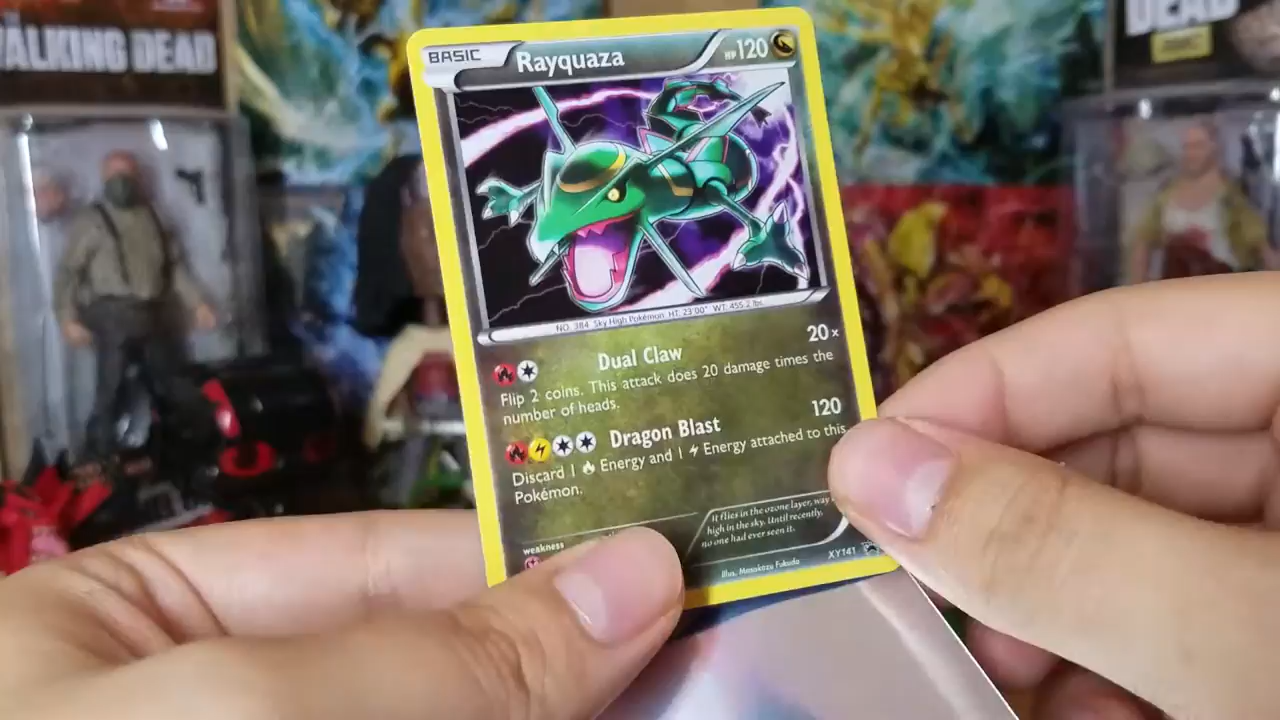 WALKING DEAD
DEAD
BASIC
Rayquaza
HP120
NO. 384 Sky High Pokémon HT: 23'00" WT: 455.2 lbs.
Dual Claw 20×
Flip 2 coins. This attack does 20 damage times the
number of heads.
Dragon Blast 120
Discard 1 Energy and 1 Energy attached to this
Pokémon.
It flies in the ozone layer, way
high in the sky. Until recently,
no one had ever seen it.
weakness
Illus. Masakazu Fukuda
XY141